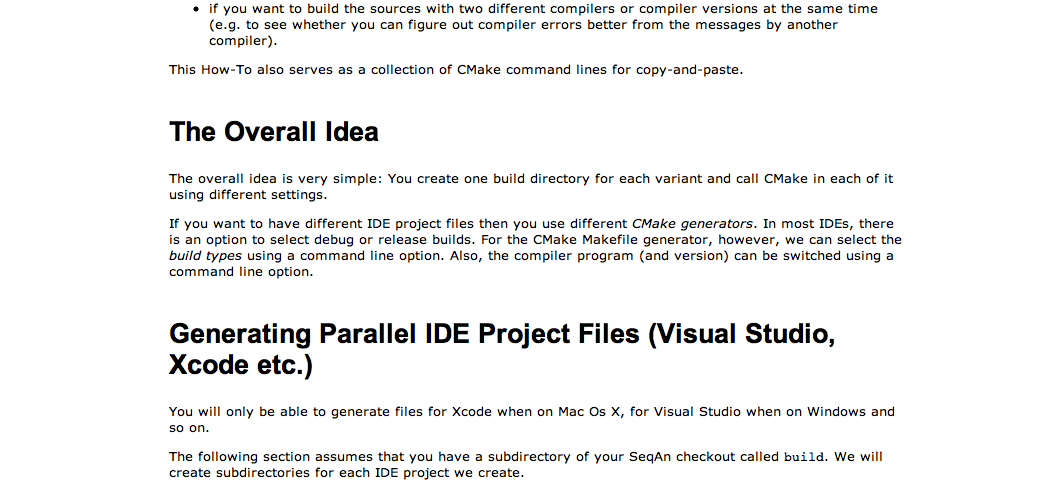 • if you want to build the sources with two different compilers or compiler versions at the same time
(e.g. to see whether you can figure out compiler errors better from the messages by another
compiler).
This How-To also serves as a collection of CMake command lines for copy-and-paste.
The Overall Idea
The overall idea is very simple: You create one build directory for each variant and call CMake in each of it
using different settings.
If you want to have different IDE project files then you use different CMake generators. In most IDEs, there
is an option to select debug or release builds. For the CMake Makefile generator, however, we can select the
build types using a command line option. Also, the compiler program (and version) can be switched using a
command line option.
Generating Parallel IDE Project Files (Visual Studio,
Xcode etc.)
You will only be able to generate files for Xcode when on Mac Os X, for Visual Studio when on Windows and
so on.
The following section assumes that you have a subdirectory of your SeqAn checkout called build. We will
create subdirectories for each IDE project we create.